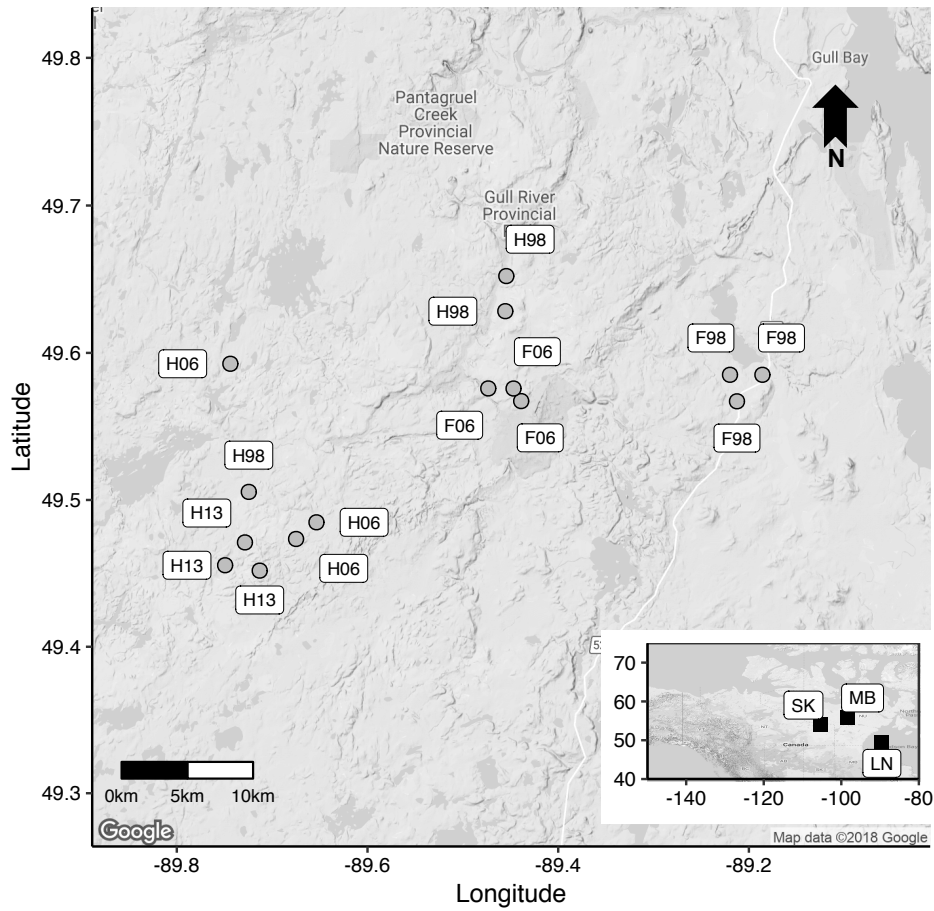 49.8
49.7
49.6
49.5
49.4
49.3
Latitude
Gull Bay
Pantagruel
Creek
Provincial
Nature Reserve
N
Gull River
Provincial
H98
H98
F06
F98
F98
H06
F06
F06
F98
H98
H13
H06
H13
H06
H13
0km
5km
10km
Google
70
60
50
40
SK
MB
Canada
LN
-140
-120
-100
-80
Map data ©2018 Google
-89.8
-89.6
-89.4
-89.2
Longitude